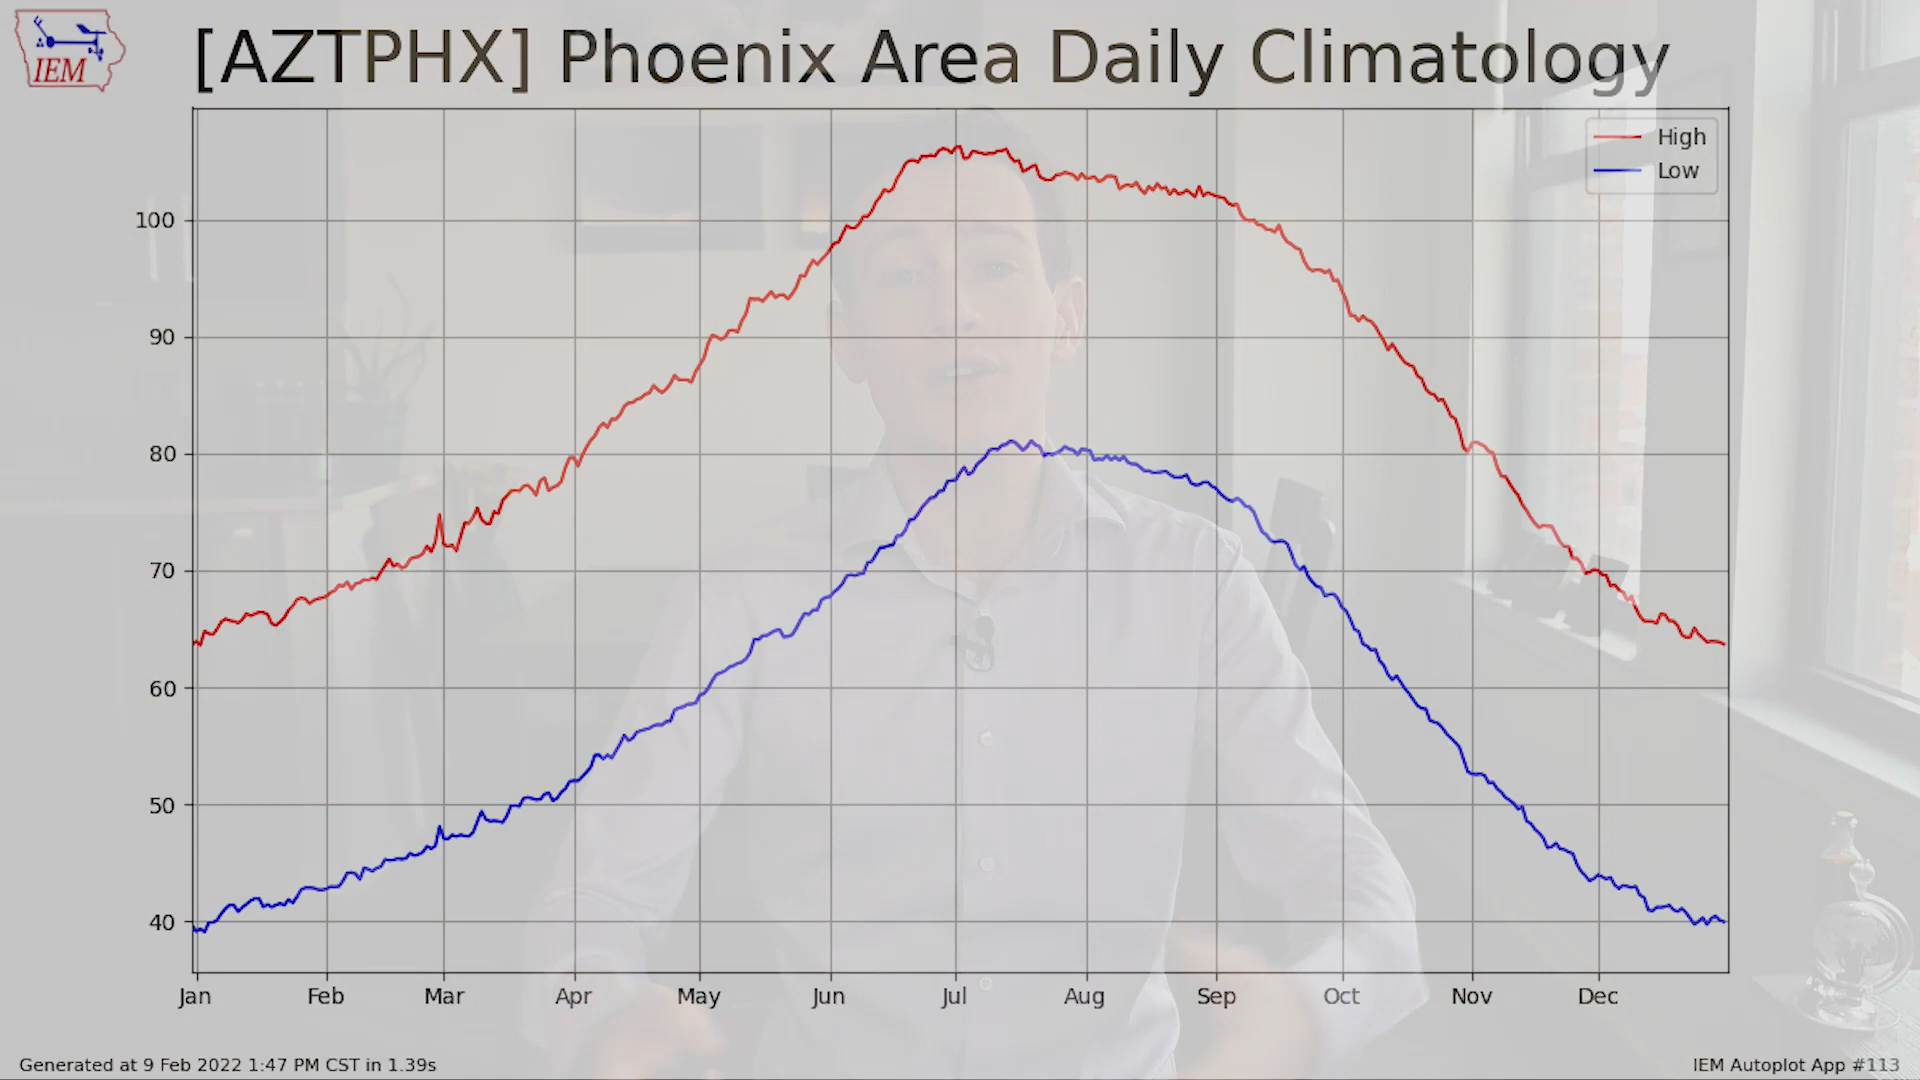 IEM
[AZTPHX] Phoenix Area Daily Climatology
High
Low
100
90
80
70
60
50
40
Jan Feb Mar Apr May Jun Jul Aug Sep Oct Nov Dec
Generated at 9 Feb 2022 1:47 PM CST in 1.39s
IEM Autoplot App #113